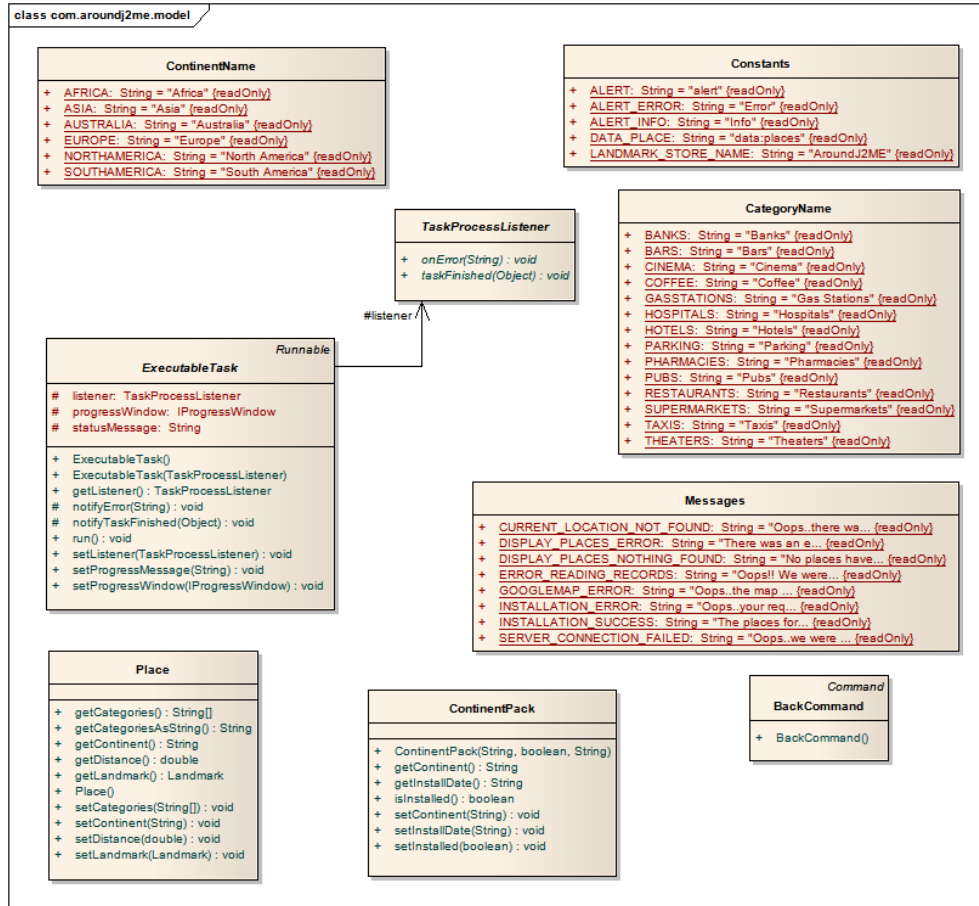 class com.aroundj2me.model
ContinentName
+ AFRICA: String = "Africa" {readOnly}
+ ASIA: String = "Asia" {readOnly}
+ AUSTRALIA: String = "Australia" {readOnly}
+ EUROPE: String = "Europe" {readOnly}
+ NORTHAMERICA: String = "North America" {readOnly}
+ SOUTHAMERICA: String = "South America" {readOnly}
Constants
+ ALERT: String = "alert" {readOnly}
+ ALERT_ERROR: String = "Error" {readOnly}
+ ALERT_INFO: String = "Info" {readOnly}
+ DATA_PLACE: String = "data:places" {readOnly}
+ LANDMARK_STORE_NAME: String = "AroundJ2ME" {readOnly}
TaskProcessListener
+ onError(String) : void
+ taskFinished(Object) : void
#listener
CategoryName
+ BANKS: String = "Banks" {readOnly}
+ BARS: String = "Bars" {readOnly}
+ CINEMA: String = "Cinema" {readOnly}
+ COFFEE: String = "Coffee" {readOnly}
+ GASSTATIONS: String = "Gas Stations" {readOnly}
+ HOSPITALS: String = "Hospitals" {readOnly}
+ HOTELS: String = "Hotels" {readOnly}
+ PARKING: String = "Parking" {readOnly}
+ PHARMACIES: String = "Pharmacies" {readOnly}
+ PUBS: String = "Pubs" {readOnly}
+ RESTAURANTS: String = "Restaurants" {readOnly}
+ SUPERMARKETS: String = "Supermarkets" {readOnly}
+ TAXIS: String = "Taxis" {readOnly}
+ THEATERS: String = "Theaters" {readOnly}
Runnable
ExecutableTask
# listener: TaskProcessListener
# progressWindow: IProgressWindow
# statusMessage: String
+ ExecutableTask()
+ ExecutableTask(TaskProcessListener)
+ getListener() : TaskProcessListener
# notifyError(String) : void
# notifyTaskFinished(Object) : void
+ run() : void
+ setListener(TaskProcessListener) : void
+ setProgressMessage(String) : void
+ setProgressWindow(IProgressWindow) : void
Messages
+ CURRENT_LOCATION_NOT_FOUND: String = "Oops..there wa... {readOnly}
+ DISPLAY_PLACES_ERROR: String = "There was an e... {readOnly}
+ DISPLAY_PLACES_NOTHING_FOUND: String = "No places have... {readOnly}
+ ERROR_READING_RECORDS: String = "Oops!! We were... {readOnly}
+ GOOGLEMAP_ERROR: String = "Oops..the map ... {readOnly}
+ INSTALLATION_ERROR: String = "Oops..your req... {readOnly}
+ INSTALLATION_SUCCESS: String = "The places for... {readOnly}
+ SERVER_CONNECTION_FAILED: String = "Oops..we were ... {readOnly}
Place
+ getCategories() : String[]
+ getCategoriesAsString() : String
+ getContinent() : String
+ getDistance() : double
+ getLandmark() : Landmark
+ Place()
+ setCategories(String[]) : void
+ setContinent(String) : void
+ setDistance(double) : void
+ setLandmark(Landmark) : void
ContinentPack
+ ContinentPack(String, boolean, String)
+ getContinent() : String
+ getInstallDate() : String
+ isInstalled() : boolean
+ setContinent(String) : void
+ setInstallDate(String) : void
+ setInstalled(boolean) : void
Command
BackCommand
+ BackCommand()